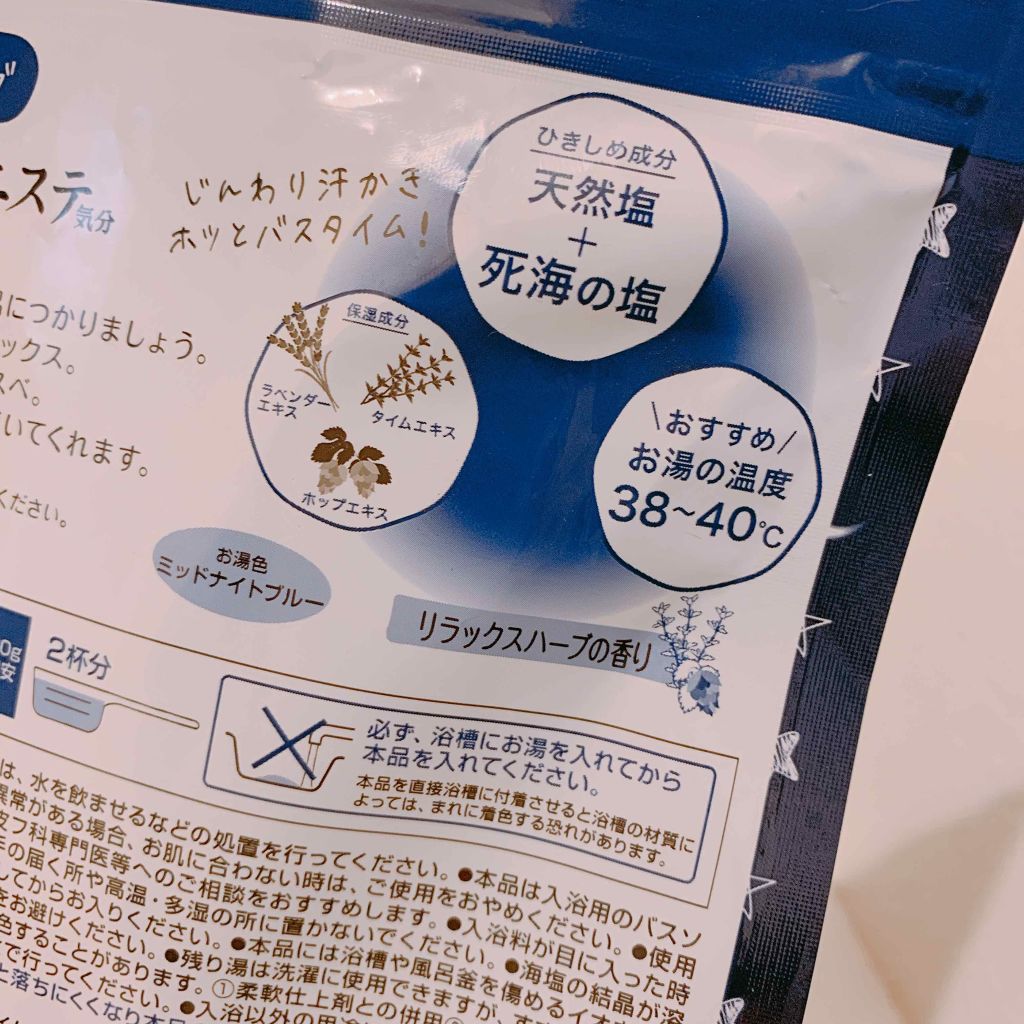 エステ気分
じんわり汗かき
ホッとバスタイム!
ひきしめ成分
天然塩
+
死海の塩
につかりましょう。
ックス。
スベ。
いてくれます。
ください。
保湿成分
ラベンダー
エキス
タイムエキス
ホップエキス
\おすすめ/
お湯の温度
38~40℃
お湯色
ミッドナイトブルー
リラックスハーブの香り
0g
安
2杯分
必ず、浴槽にお湯を入れてから
本品を入れてください。
本品を直接浴槽に付着させると浴槽の材質に
よっては、まれに着色する恐れがあります。
は、水を飲ませるなどの処置を行ってください。●本品は入浴用のバスソ
異常がある場合、お肌に合わない時は、ご使用をおやめください。●使用
皮フ科専門医等へのご相談をおすすめします。●入浴料が目に入った時
手の届く所や高温・多湿の所に置かないでください。●海塩の結晶が溶
してからお入りください。●本品には浴槽や風呂釜を傷めるイオ
をお避けください。●残り湯は洗濯に使用できますが、す
色することがあります。①柔軟仕上剤との併用
で行ってください。●入浴以外の用途
と落ちにくくなり本品